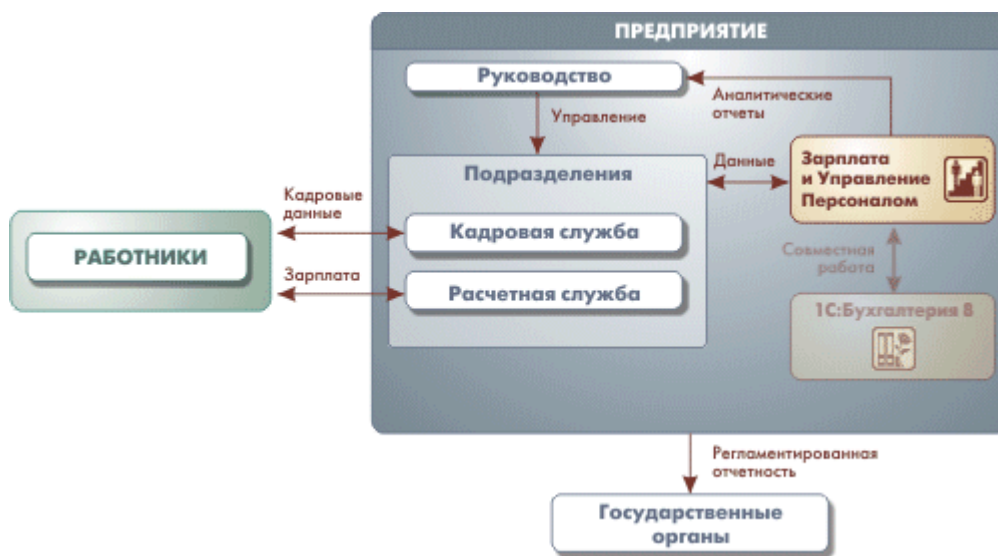 ПРЕДПРИЯТИЕ
Руководство
Аналитические
отчеты
Управление
Подразделения
Данные
Зарплата
и Управление
Персоналом
Кадровые
данные
Кадровая служба
РАБОТНИКИ
Зарплата
Расчетная служба
Совместная
работа
1С:Бухгалтерия 8
Регламентированная
отчетность
Государственные
органы